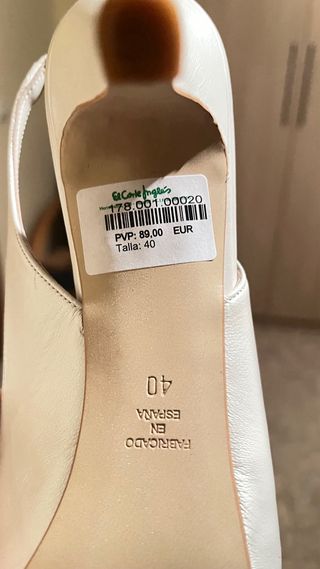 El Corte Inglés
178.001.00020
PVP: 89,00 EUR
Talla: 40
40
FABRICADO
EN
ESPAÑA